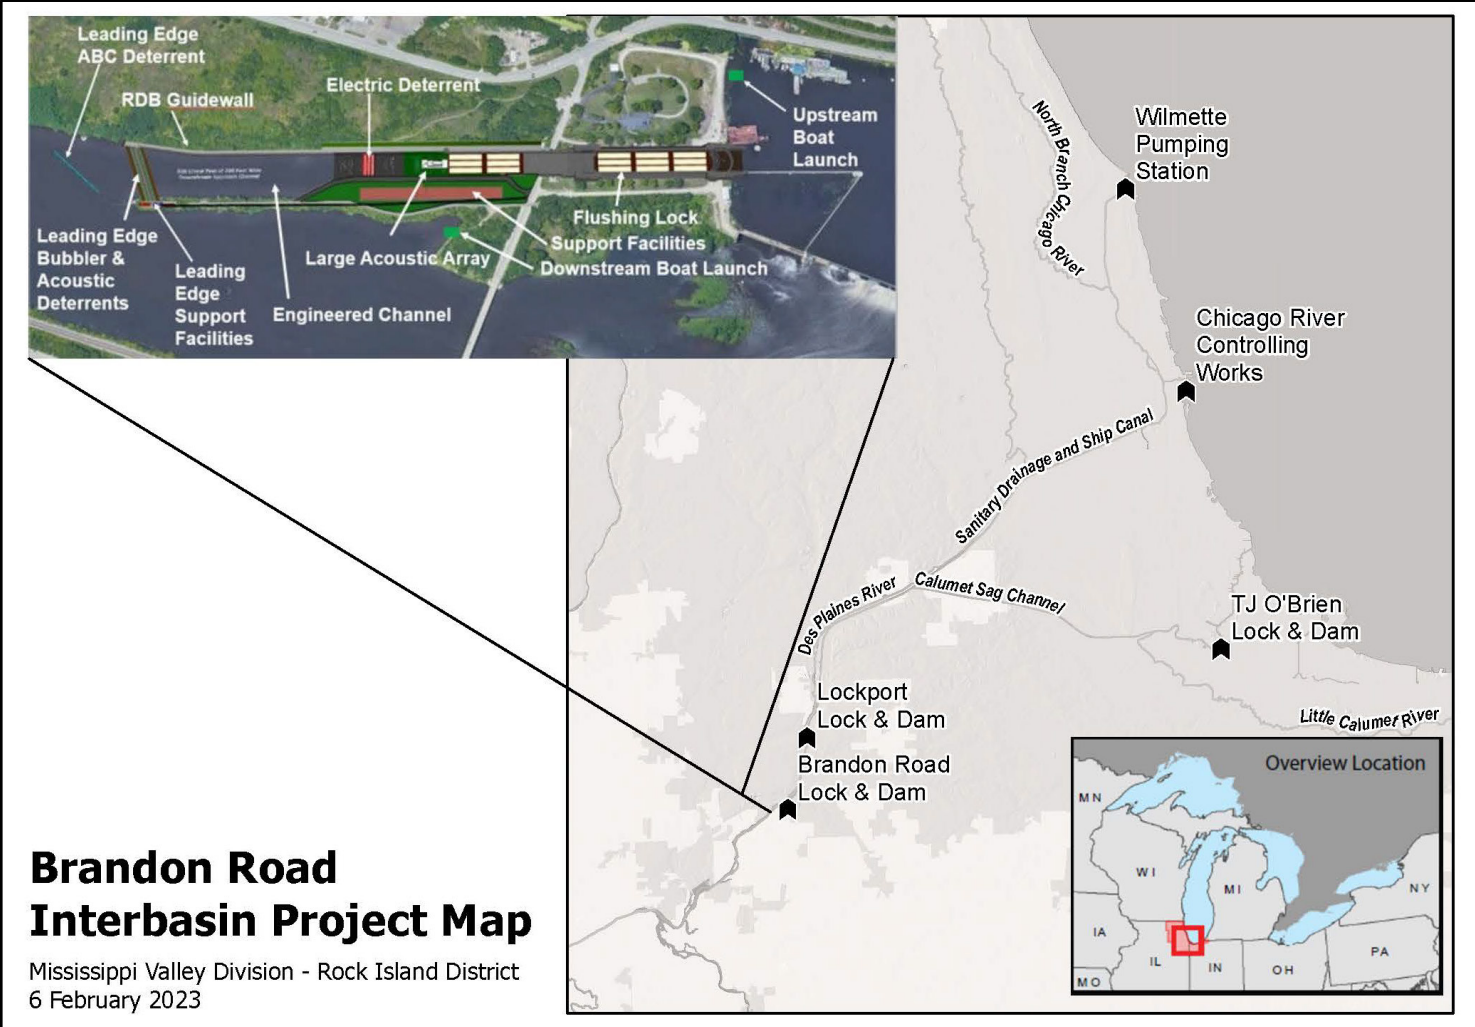 Leading Edge
ABC Deterrent
RDB Guidewall
Electric Deterrent
Upstream
Boat
Launch
Leading Edge
Bubbler &
Acoustic
Deterrents
Leading
Edge
Support
Facilities
Engineered Channel
Large Acoustic Array
Flushing Lock
Support Facilities
Downstream Boat Launch
North Branch Chicago River
Wilmette
Pumping
Station
Chicago River
Controlling
Works
Sanitary Drainage and Ship Canal
Des Plaines River
Calumet Sag Channel
TJ O'Brien
Lock & Dam
Little Calumet River
Lockport
Lock & Dam
Brandon Road
Lock & Dam
Overview Location
MN
WI
MI
NY
IA
IL
IN
OH
PA
MO
Brandon Road
Interbasin Project Map
Mississippi Valley Division - Rock Island District
6 February 2023